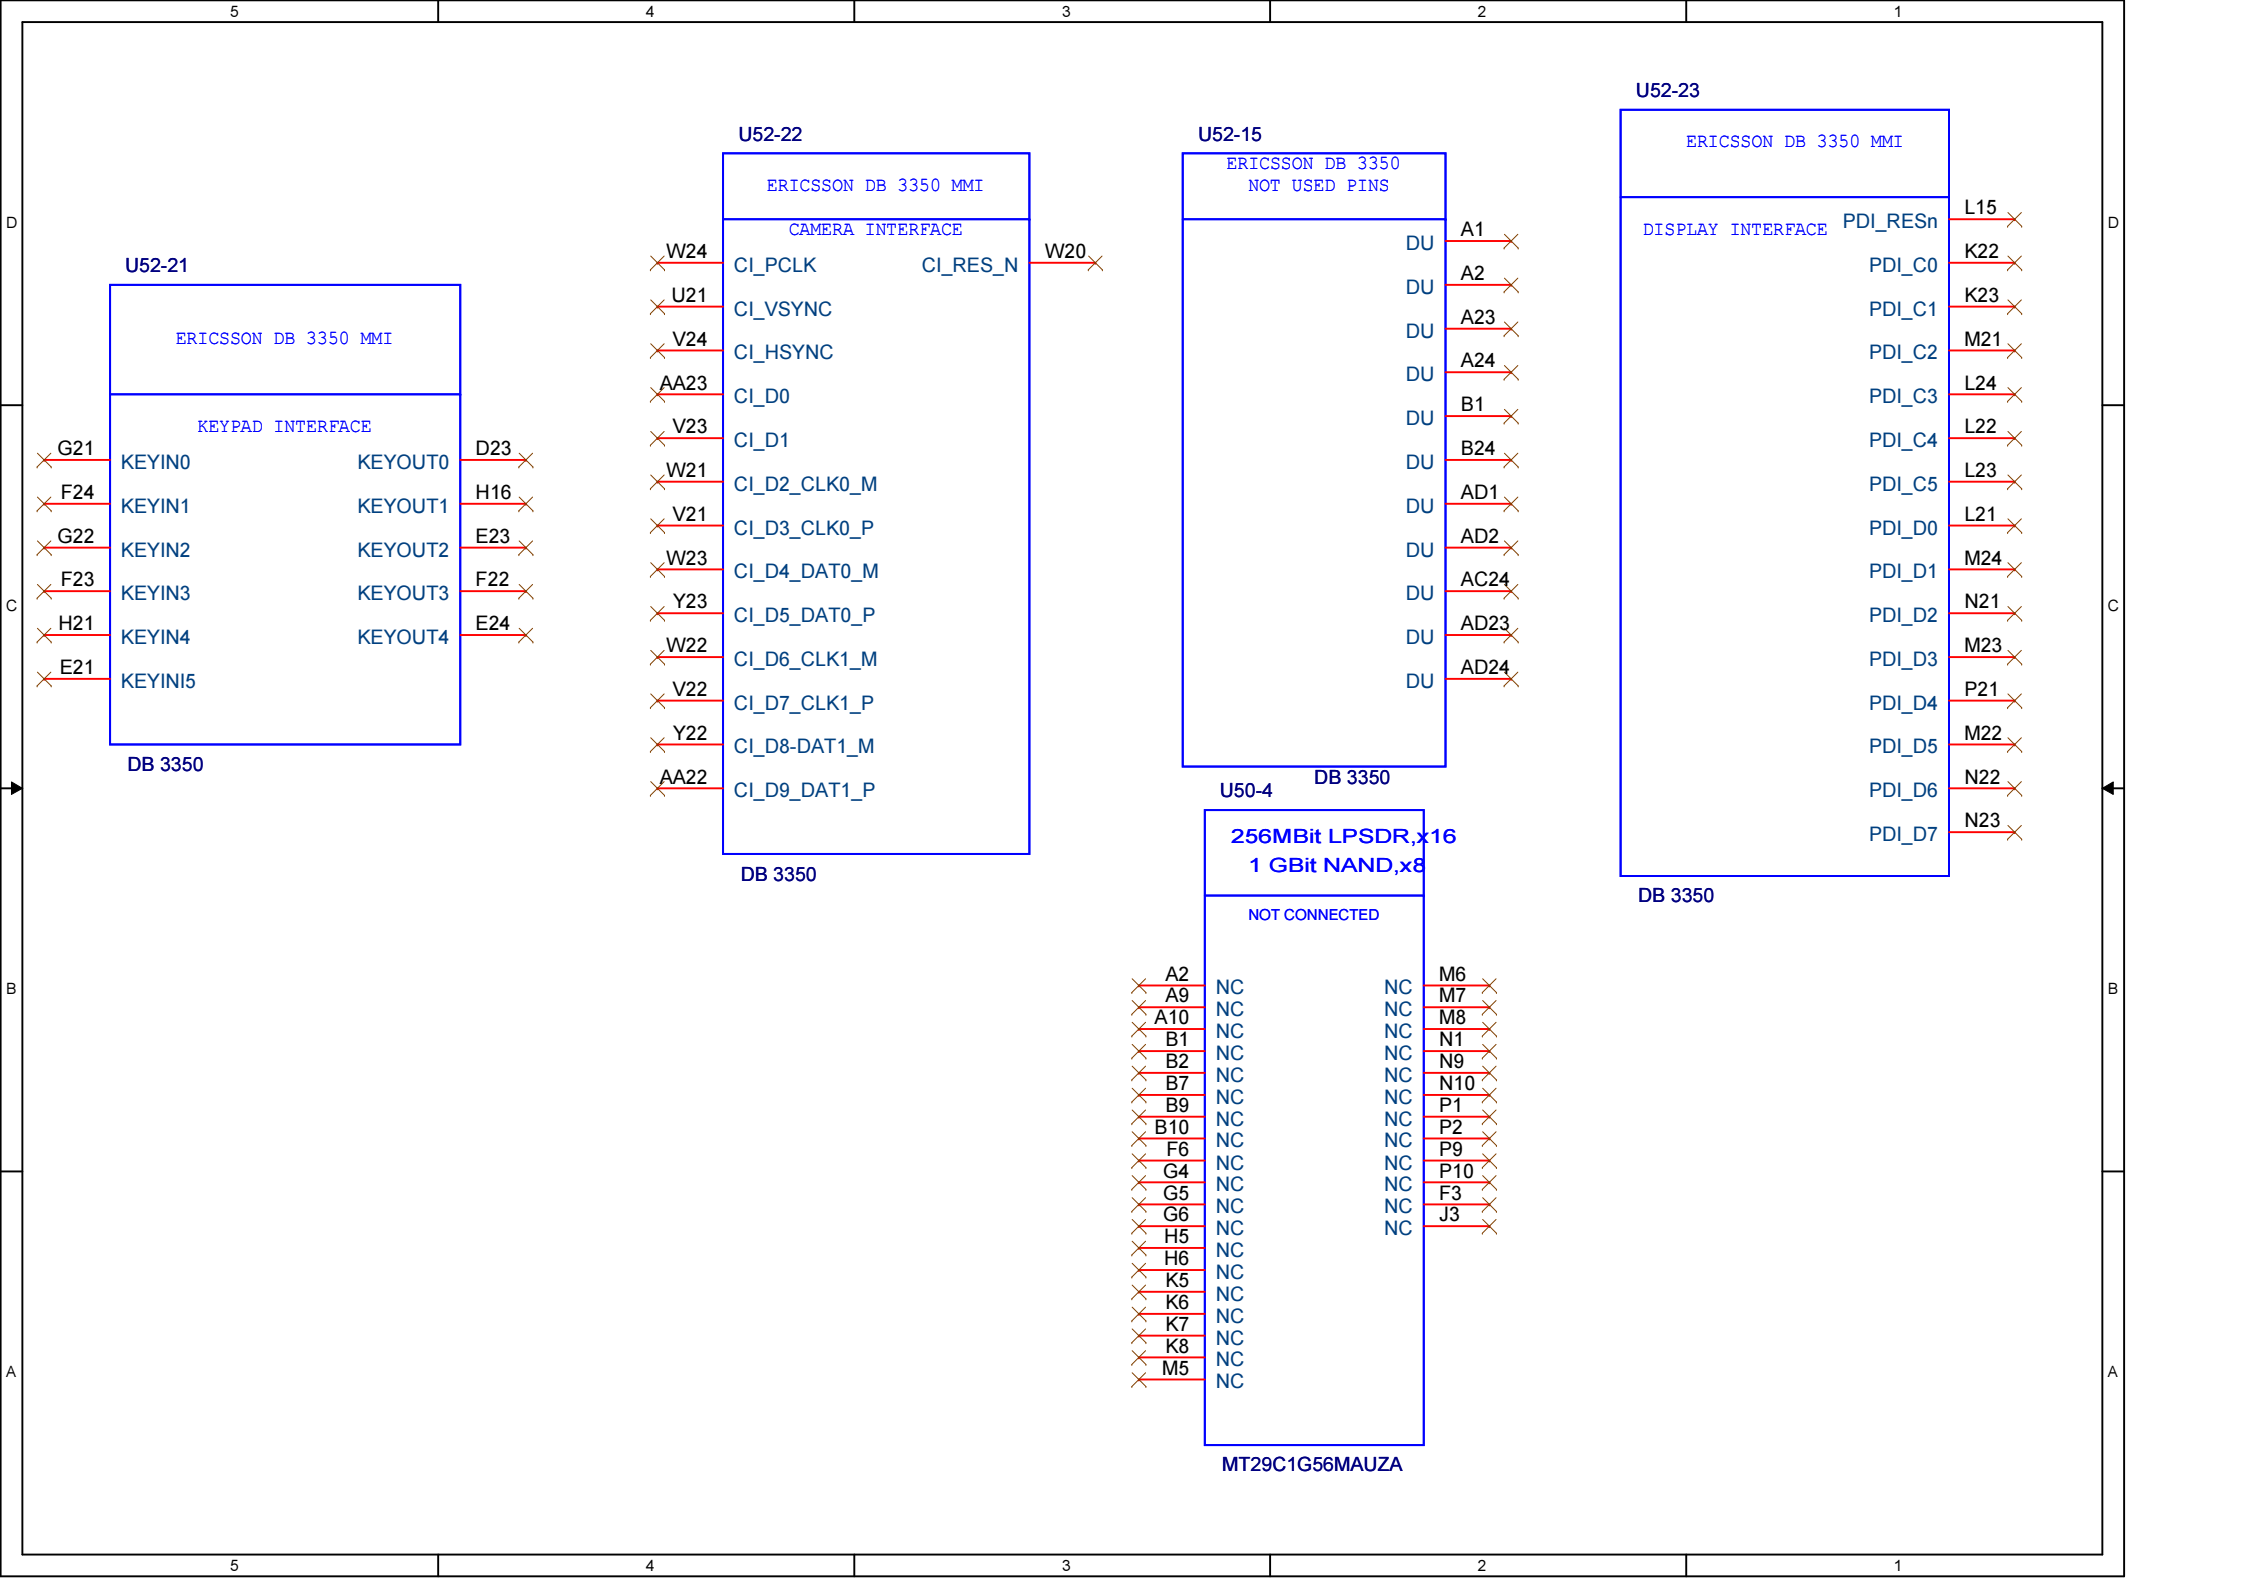 5 4 3 2 1
D D
C C
B B
A A
U52-21
ERICSSON DB 3350 MMI
KEYPAD INTERFACE
G21 KEYIN0 KEYOUT0 D23
F24 KEYIN1 KEYOUT1 H16
G22 KEYIN2 KEYOUT2 E23
F23 KEYIN3 KEYOUT3 F22
H21 KEYIN4 KEYOUT4 E24
E21 KEYINI5
DB 3350
U52-22
ERICSSON DB 3350 MMI
CAMERA INTERFACE
W24 CI_PCLK CI_RES_N W20
U21 CI_VSYNC
V24 CI_HSYNC
AA23 CI_D0
V23 CI_D1
W21 CI_D2_CLK0_M
V21 CI_D3_CLK0_P
W23 CI_D4_DAT0_M
Y23 CI_D5_DAT0_P
W22 CI_D6_CLK1_M
V22 CI_D7_CLK1_P
Y22 CI_D8-DAT1_M
AA22 CI_D9_DAT1_P
DB 3350
U52-15
ERICSSON DB 3350
NOT USED PINS
DU A1
DU A2
DU A23
DU A24
DU B1
DU B24
DU AD1
DU AD2
DU AC24
DU AD23
DU AD24
DB 3350
U50-4
256MBit LPSDR,x16
1 GBit NAND,x8
NOT CONNECTED
A2 NC NC M6
A9 NC NC M7
A10 NC NC M8
B1 NC NC N1
B2 NC NC N9
B7 NC NC N10
B9 NC NC P1
B10 NC NC P2
F6 NC NC P9
G4 NC NC P10
G5 NC NC F3
G6 NC NC J3
H5 NC
H6 NC
K5 NC
K6 NC
K7 NC
K8 NC
M5 NC
MT29C1G56MAUZA
U52-23
ERICSSON DB 3350 MMI
DISPLAY INTERFACE PDI_RESn L15
PDI_C0 K22
PDI_C1 K23
PDI_C2 M21
PDI_C3 L24
PDI_C4 L22
PDI_C5 L23
PDI_D0 L21
PDI_D1 M24
PDI_D2 N21
PDI_D3 M23
PDI_D4 P21
PDI_D5 M22
PDI_D6 N22
PDI_D7 N23
DB 3350
5 4 3 2 1